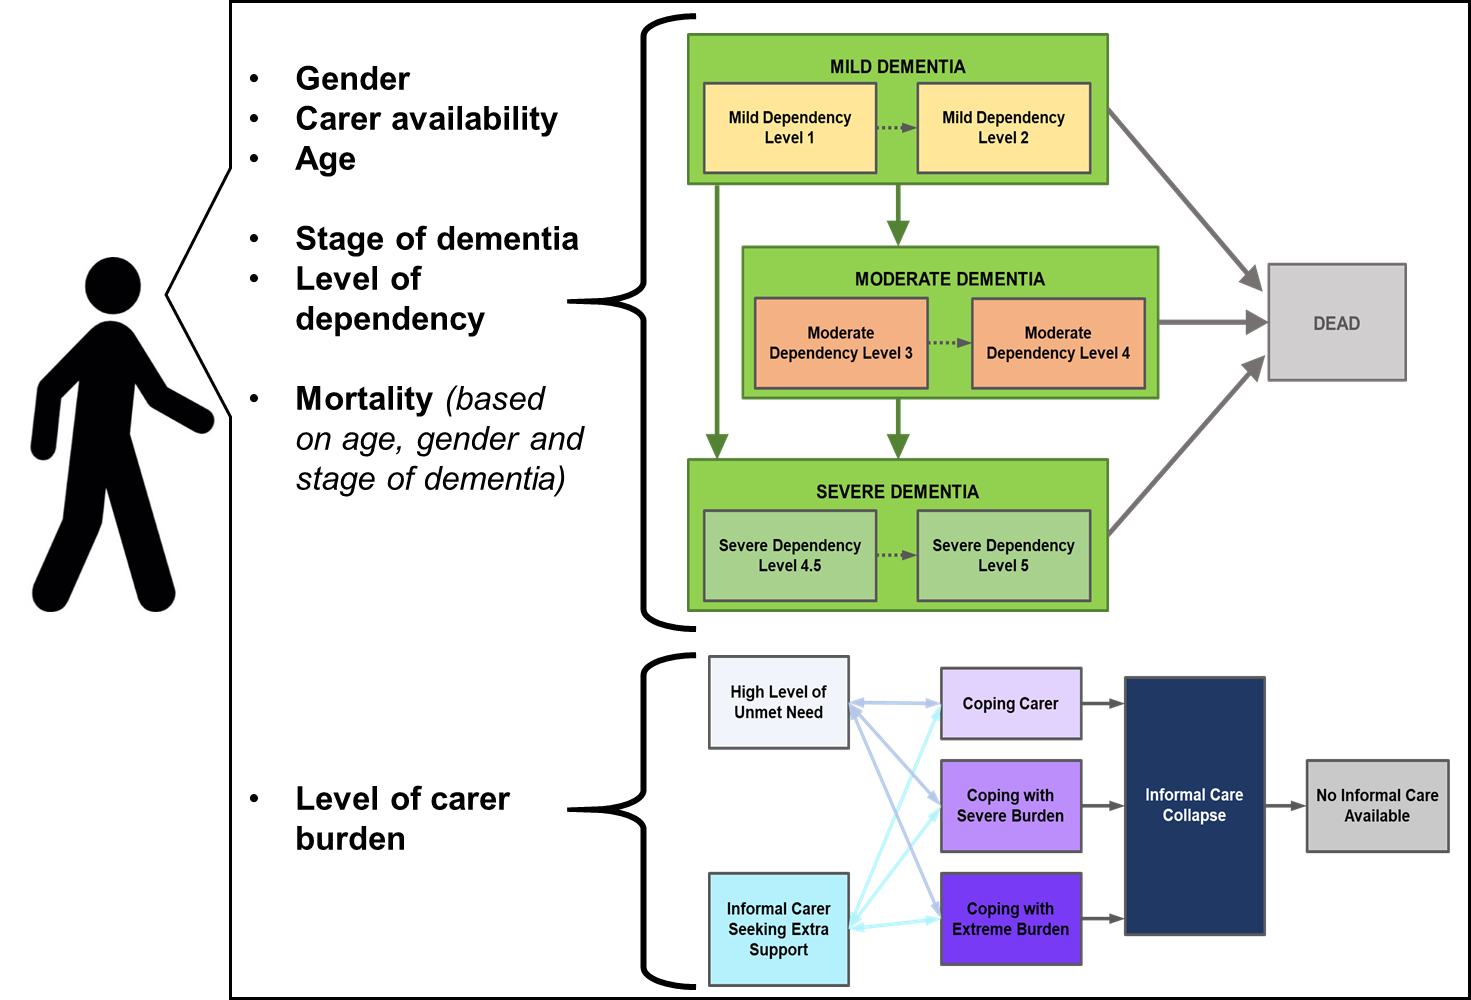 • Gender
• Carer availability
• Age
• Stage of dementia
• Level of
dependency
• Mortality (based
on age, gender and
stage of dementia)
• Level of carer
burden
MILD DEMENTIA
Mild Dependency
Level 1
Mild Dependency
Level 2
MODERATE DEMENTIA
Moderate
Dependency Level 3
Moderate
Dependency Level 4
SEVERE DEMENTIA
Severe Dependency
Level 4.5
Severe Dependency
Level 5
DEAD
High Level of
Unmet Need
Informal Carer
Seeking Extra
Support
Coping Carer
Coping with
Severe Burden
Coping with
Extreme Burden
Informal Care
Collapse
No Informal Care
Available